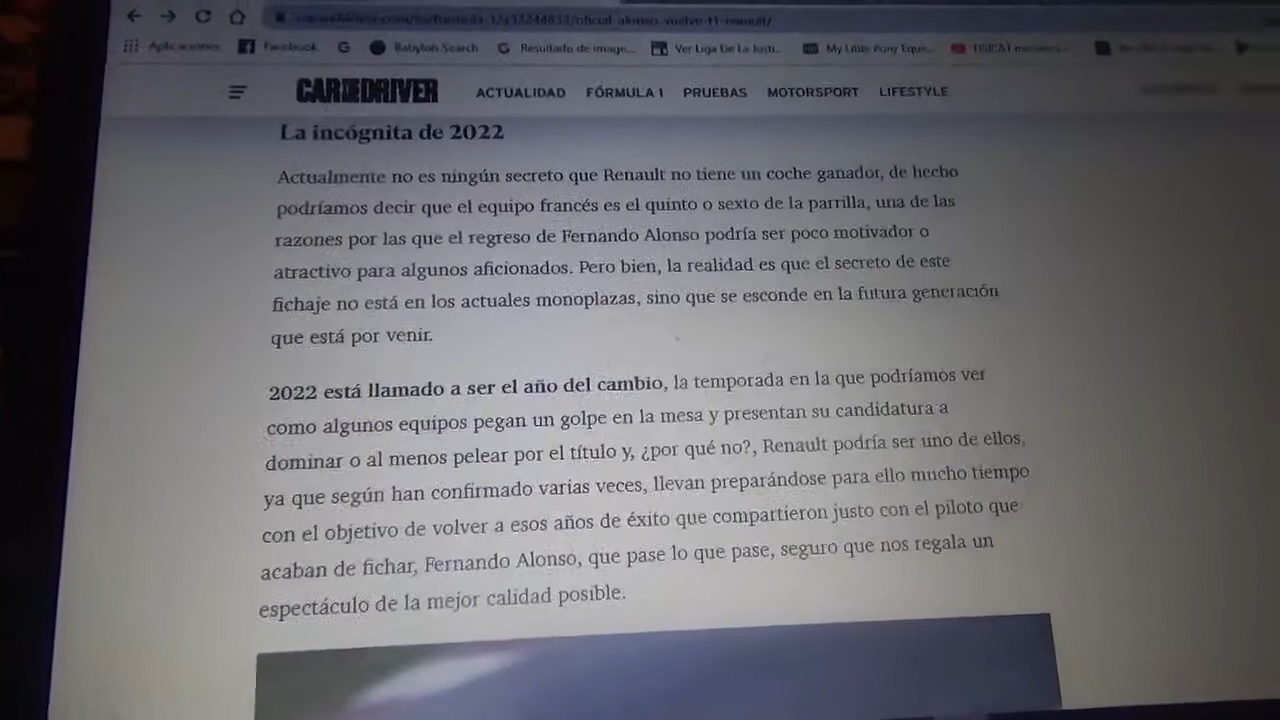 oficial-alonso-vuelve-f1-renault/
Aplicaciones Facebook Babylon Search Resultado de image... Ver Liga De La Justi... My Little Pony Eque...
CAR AND DRIVER ACTUALIDAD FÓRMULA 1 PRUEBAS MOTORSPORT LIFESTYLE
La incógnita de 2022
Actualmente no es ningún secreto que Renault no tiene un coche ganador, de hecho
podríamos decir que el equipo francés es el quinto o sexto de la parrilla, una de las
razones por las que el regreso de Fernando Alonso podría ser poco motivador o
atractivo para algunos aficionados. Pero bien, la realidad es que el secreto de este
fichaje no está en los actuales monoplazas, sino que se esconde en la futura generación
que está por venir.
2022 está llamado a ser el año del cambio, la temporada en la que podríamos ver
como algunos equipos pegan un golpe en la mesa y presentan su candidatura a
dominar o al menos pelear por el título y, ¿por qué no?, Renault podría ser uno de ellos,
ya que según han confirmado varias veces, llevan preparándose para ello mucho tiempo
con el objetivo de volver a esos años de éxito que compartieron justo con el piloto que
acaban de fichar, Fernando Alonso, que pase lo que pase, seguro que nos regala un
espectáculo de la mejor calidad posible.